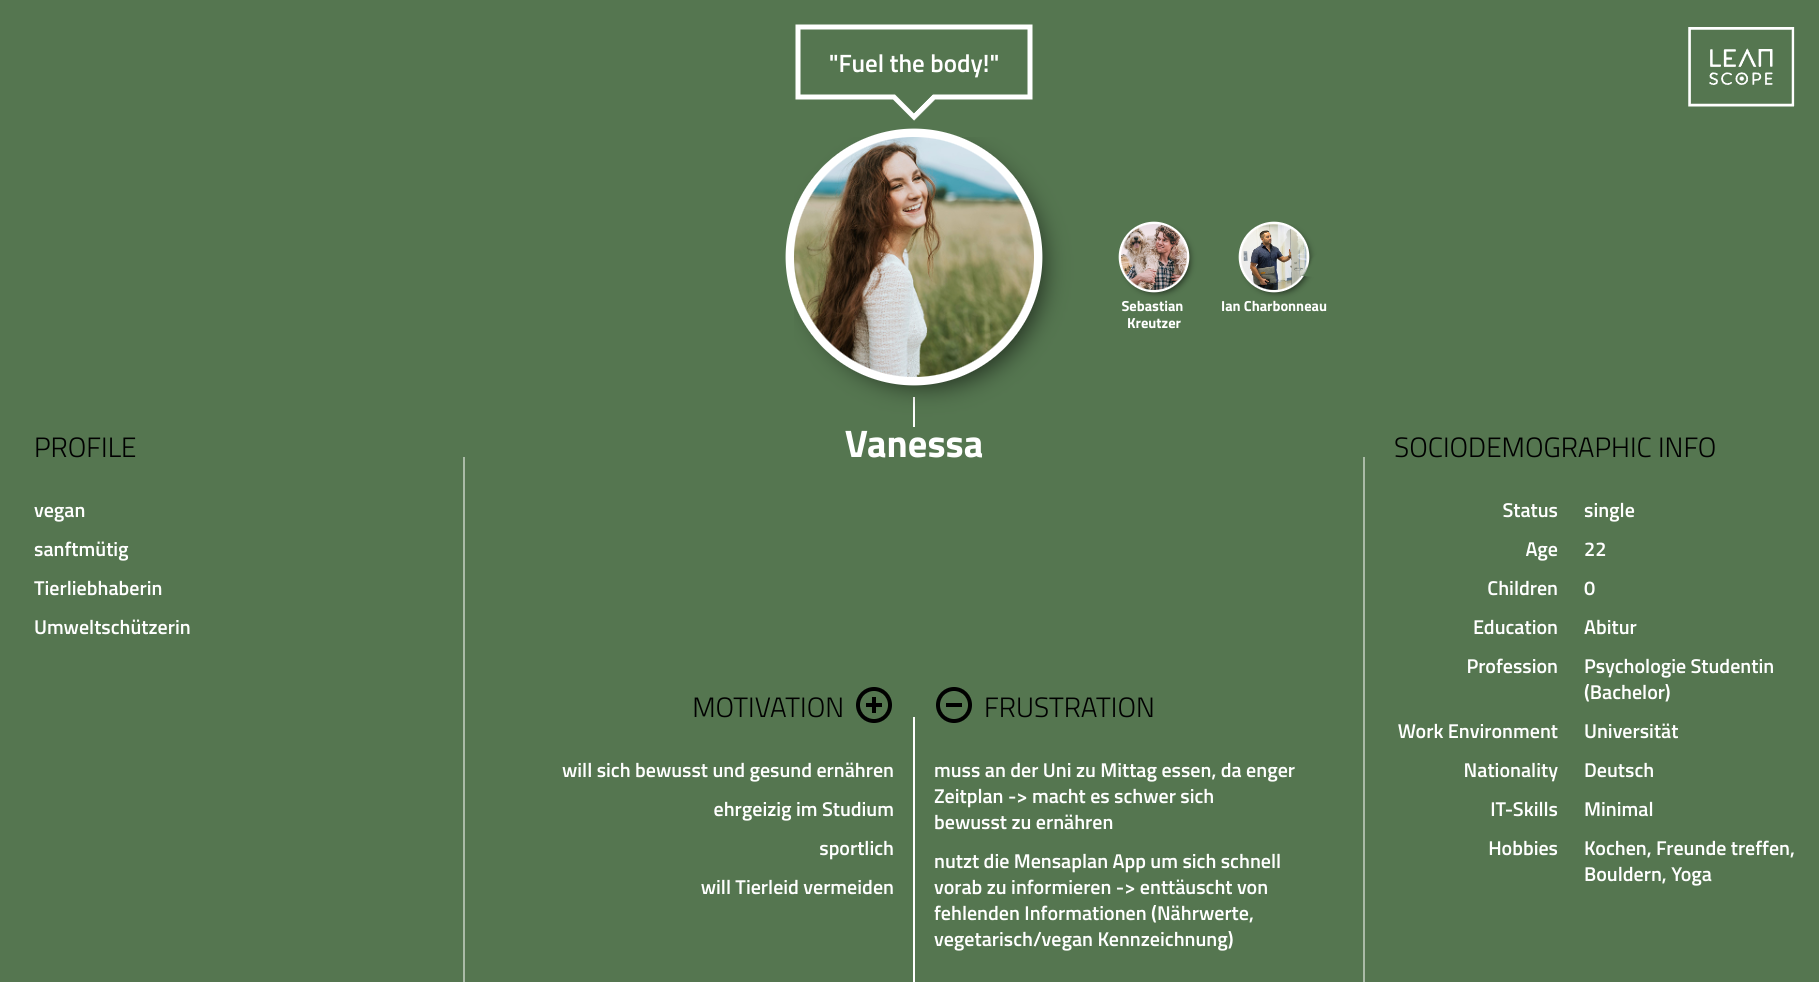 "Fuel the body!"
LEAN
SCOPE
Sebastian
Kreutzer
Ian Charbonneau
Vanessa
PROFILE
vegan
sanftmütig
Tierliebhaberin
Umweltschützerin
MOTIVATION
will sich bewusst und gesund ernähren
ehrgeizig im Studium
sportlich
will Tierleid vermeiden
FRUSTRATION
muss an der Uni zu Mittag essen, da enger
Zeitplan -> macht es schwer sich
bewusst zu ernähren
nutzt die Mensaplan App um sich schnell
vorab zu informieren -> enttäuscht von
fehlenden Informationen (Nährwerte,
vegetarisch/vegan Kennzeichnung)
SOCIODEMOGRAPHIC INFO
Status single
Age 22
Children 0
Education Abitur
Profession Psychologie Studentin
(Bachelor)
Work Environment Universität
Nationality Deutsch
IT-Skills Minimal
Hobbies Kochen, Freunde treffen,
Bouldern, Yoga